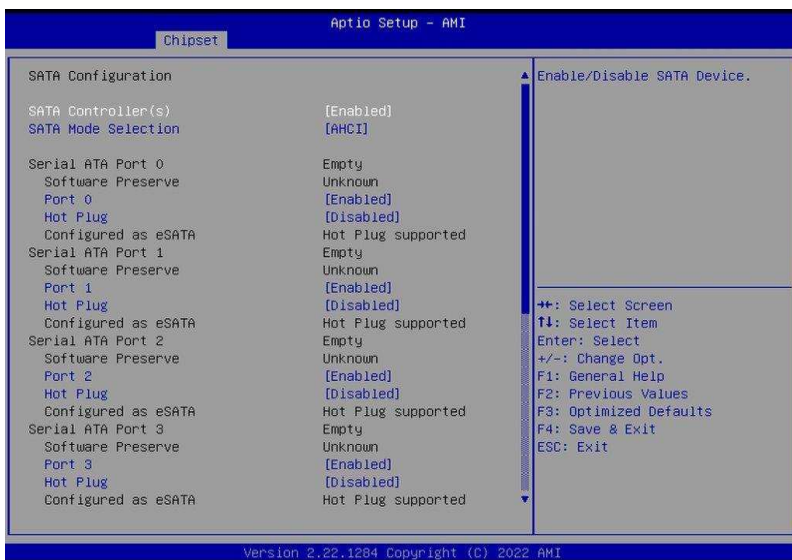 Aptio Setup - AMI
Chipset
SATA Configuration
SATA Controller(s) [Enabled]
SATA Mode Selection [AHCI]
Serial ATA Port 0 Empty
Software Preserve Unknown
Port 0 [Enabled]
Hot Plug [Disabled]
Configured as eSATA Hot Plug supported
Serial ATA Port 1 Empty
Software Preserve Unknown
Port 1 [Enabled]
Hot Plug [Disabled]
Configured as eSATA Hot Plug supported
Serial ATA Port 2 Empty
Software Preserve Unknown
Port 2 [Enabled]
Hot Plug [Disabled]
Configured as eSATA Hot Plug supported
Serial ATA Port 3 Empty
Software Preserve Unknown
Port 3 [Enabled]
Hot Plug [Disabled]
Configured as eSATA Hot Plug supported
Enable/Disable SATA Device.
→←: Select Screen
↑↓: Select Item
Enter: Select
+/-: Change Opt.
F1: General Help
F2: Previous Values
F3: Optimized Defaults
F4: Save & Exit
ESC: Exit
Version 2.22.1284 Copyright (C) 2022 AMI